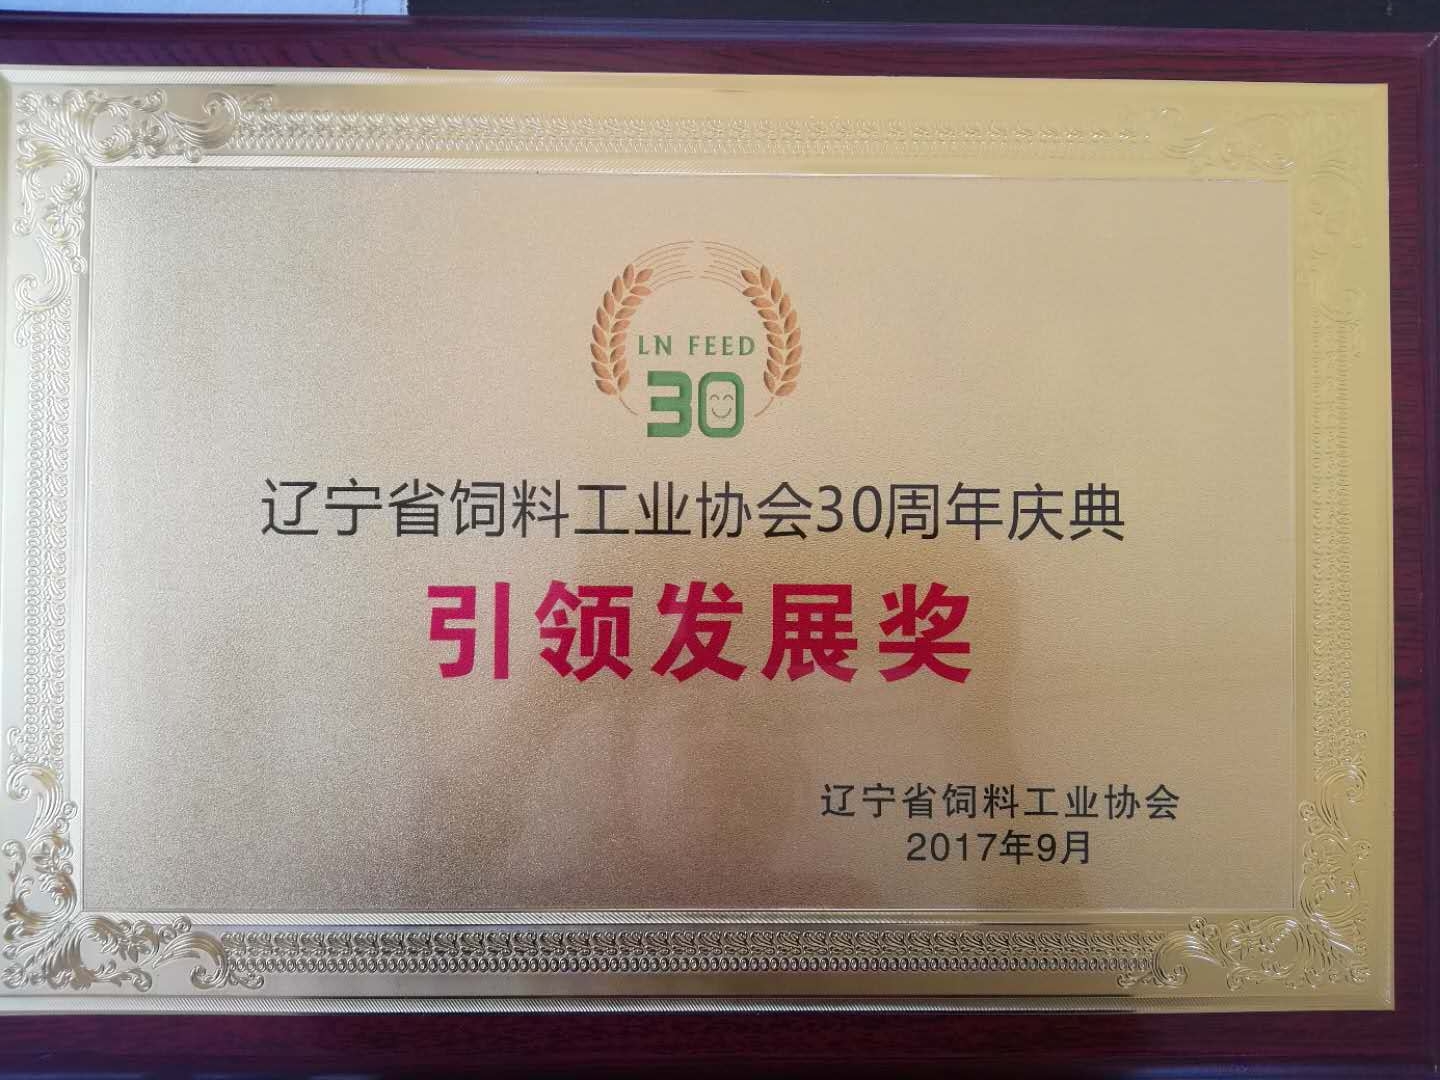 LN FEED
30
辽宁省饲料工业协会30周年庆典
引领发展奖
辽宁省饲料工业协会
2017年9月